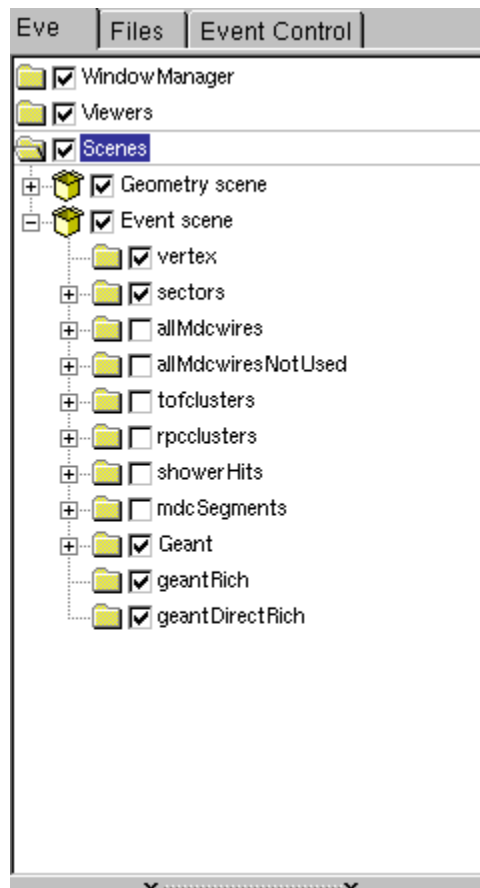 Eve Files Event Control
WindowManager
Viewers
Scenes
Geometry scene
Event scene
vertex
sectors
allMdcwires
allMdcwiresNotUsed
tofclusters
rpcclusters
showerHits
mdcSegments
Geant
geantRich
geantDirectRich